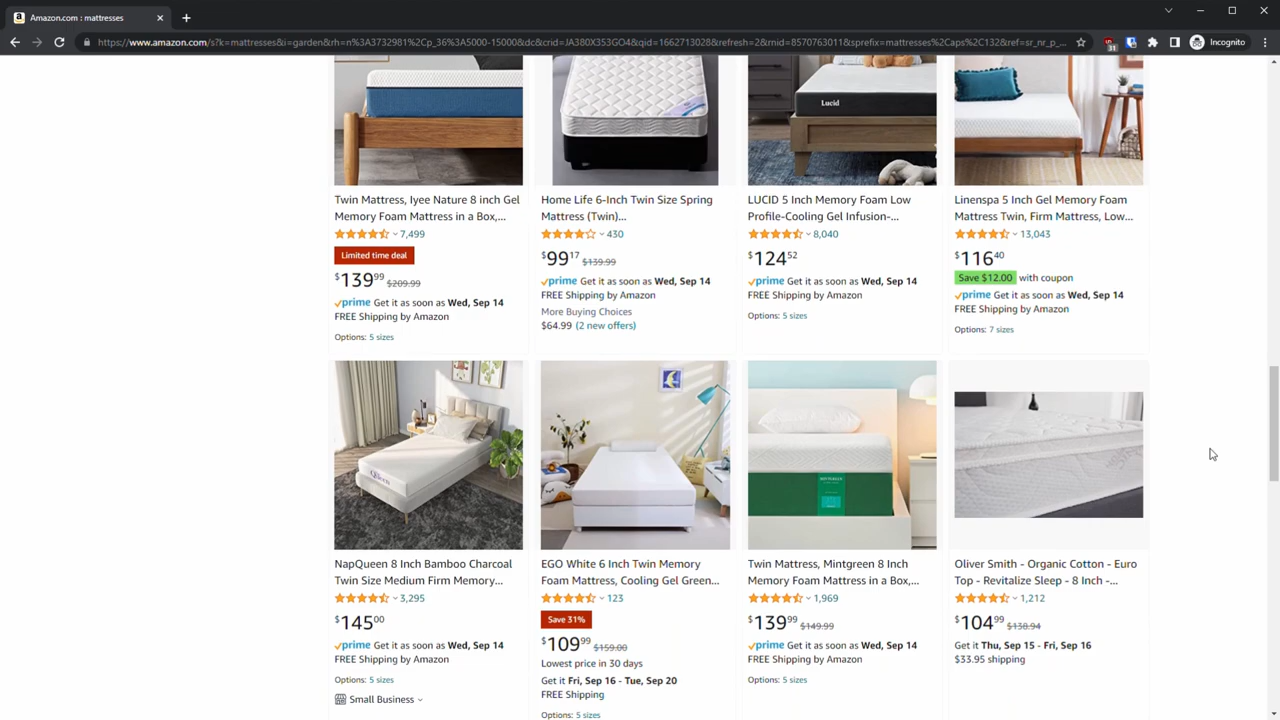 Amazon.com : mattresses
https://www.amazon.com/s?k=mattresses&i=garden&rh=n%3A3732981%2Cp_36%3A5000-15000&dc&crid=JA380X353GO4&qid=1662713028&refresh=2&rnid=8570763011&sprefix=mattresses%2Caps%2C132&ref=sr_nr_p_...
31
Incognito
Lucid
Twin Mattress, Iyee Nature 8 inch Gel
Memory Foam Mattress in a Box,...
7,499
Limited time deal
$139.99 $209.99
prime Get it as soon as Wed, Sep 14
FREE Shipping by Amazon
Options: 5 sizes
Home Life 6-Inch Twin Size Spring
Mattress (Twin)...
430
$99.17 $139.99
prime Get it as soon as Wed, Sep 14
FREE Shipping by Amazon
More Buying Choices
$64.99 (2 new offers)
LUCID 5 Inch Memory Foam Low
Profile-Cooling Gel Infusion-...
8,040
$124.52
prime Get it as soon as Wed, Sep 14
FREE Shipping by Amazon
Options: 5 sizes
Linenspa 5 Inch Gel Memory Foam
Mattress Twin, Firm Mattress, Low...
13,043
$116.40
Save $12.00 with coupon
prime Get it as soon as Wed, Sep 14
FREE Shipping by Amazon
Options: 7 sizes
NapQueen 8 Inch Bamboo Charcoal
Twin Size Medium Firm Memory...
3,295
$145.00
prime Get it as soon as Wed, Sep 14
FREE Shipping by Amazon
Options: 5 sizes
Small Business
EGO White 6 Inch Twin Memory
Foam Mattress, Cooling Gel Green...
123
Save 31%
$109.99 $159.00
Lowest price in 30 days
Get it Fri, Sep 16 - Tue, Sep 20
FREE Shipping
Options: 5 sizes
Twin Mattress, Mintgreen 8 Inch
Memory Foam Mattress in a Box,...
1,969
$139.99 $149.99
prime Get it as soon as Wed, Sep 14
FREE Shipping by Amazon
Options: 5 sizes
Oliver Smith - Organic Cotton - Euro
Top - Revitalize Sleep - 8 Inch -...
1,212
$104.99 $138.94
Get it Thu, Sep 15 - Fri, Sep 16
$33.95 shipping